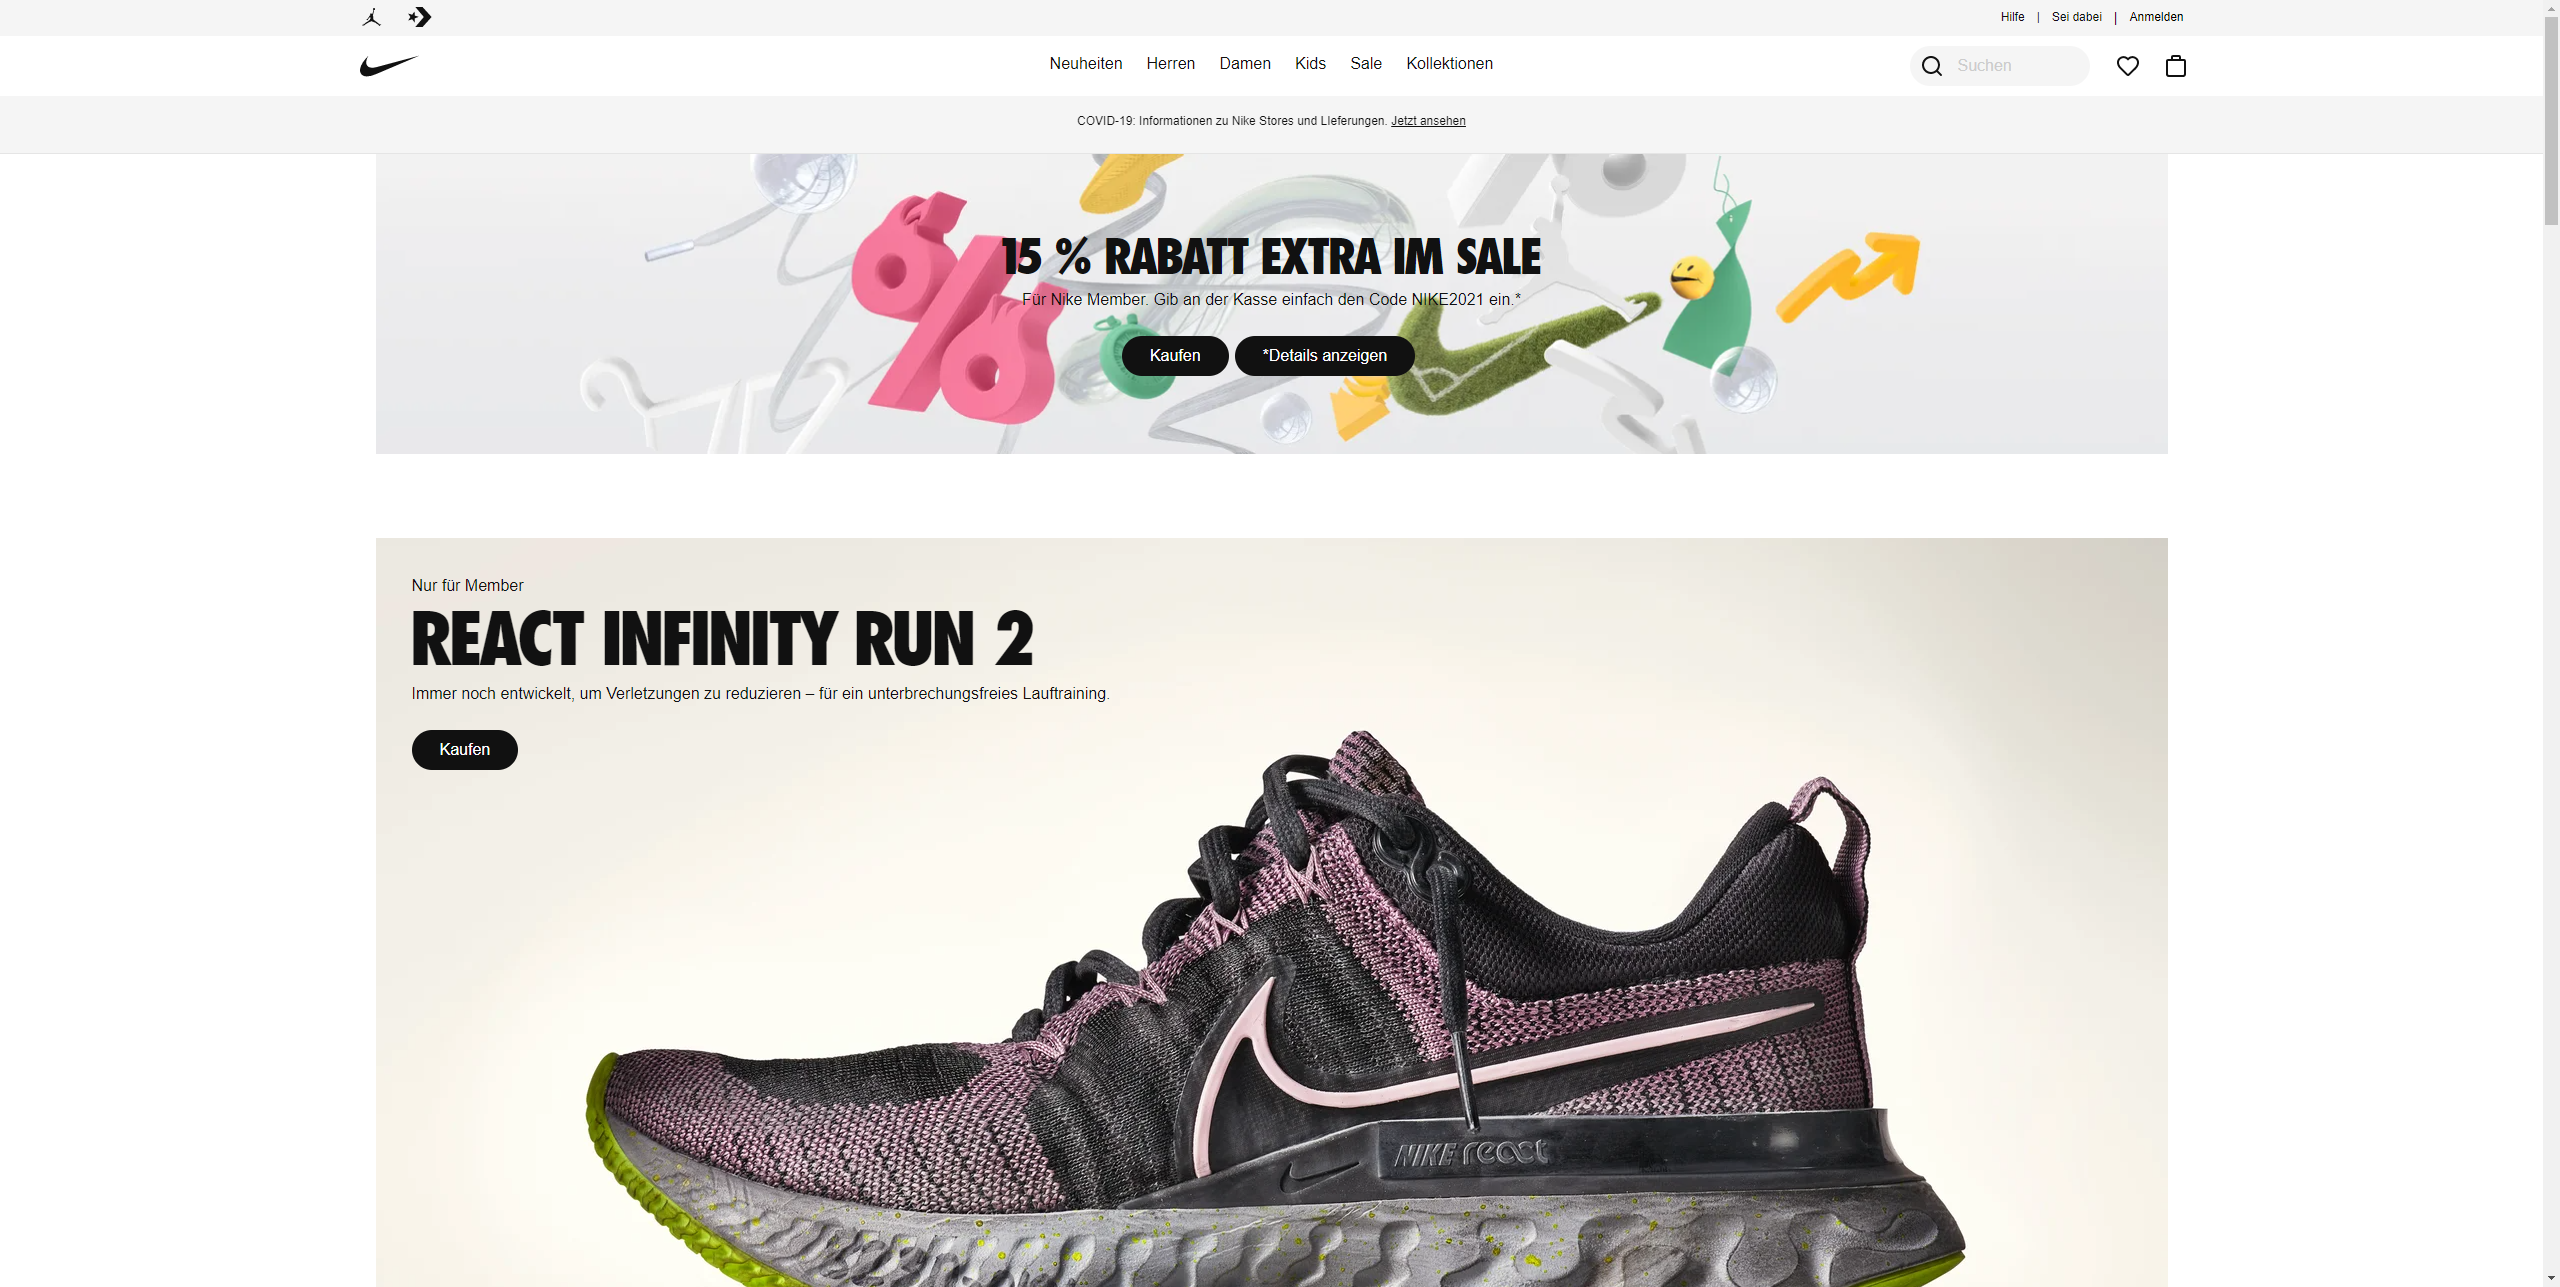 Hilfe | Sei dabei | Anmelden
Neuheiten Herren Damen Kids Sale Kollektionen Suchen
COVID-19: Informationen zu Nike Stores und LIeferungen. Jetzt ansehen
15 % RABATT EXTRA IM SALE
Für Nike Member. Gib an der Kasse einfach den Code NIKE2021 ein.*
Kaufen *Details anzeigen
Nur für Member
REACT INFINITY RUN 2
Immer noch entwickelt, um Verletzungen zu reduzieren – für ein unterbrechungsfreies Lauftraining.
Kaufen
NIKE react